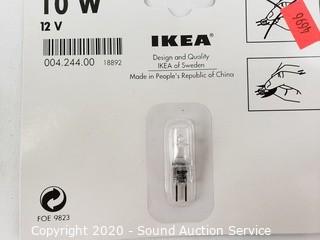 10 W
12 V
004.244.00 18892
IKEA®
Design and Quality
IKEA of Sweden
Made in People's Republic of China
4096
FOE 9823
Copyright 2020 - Sound Auction Service